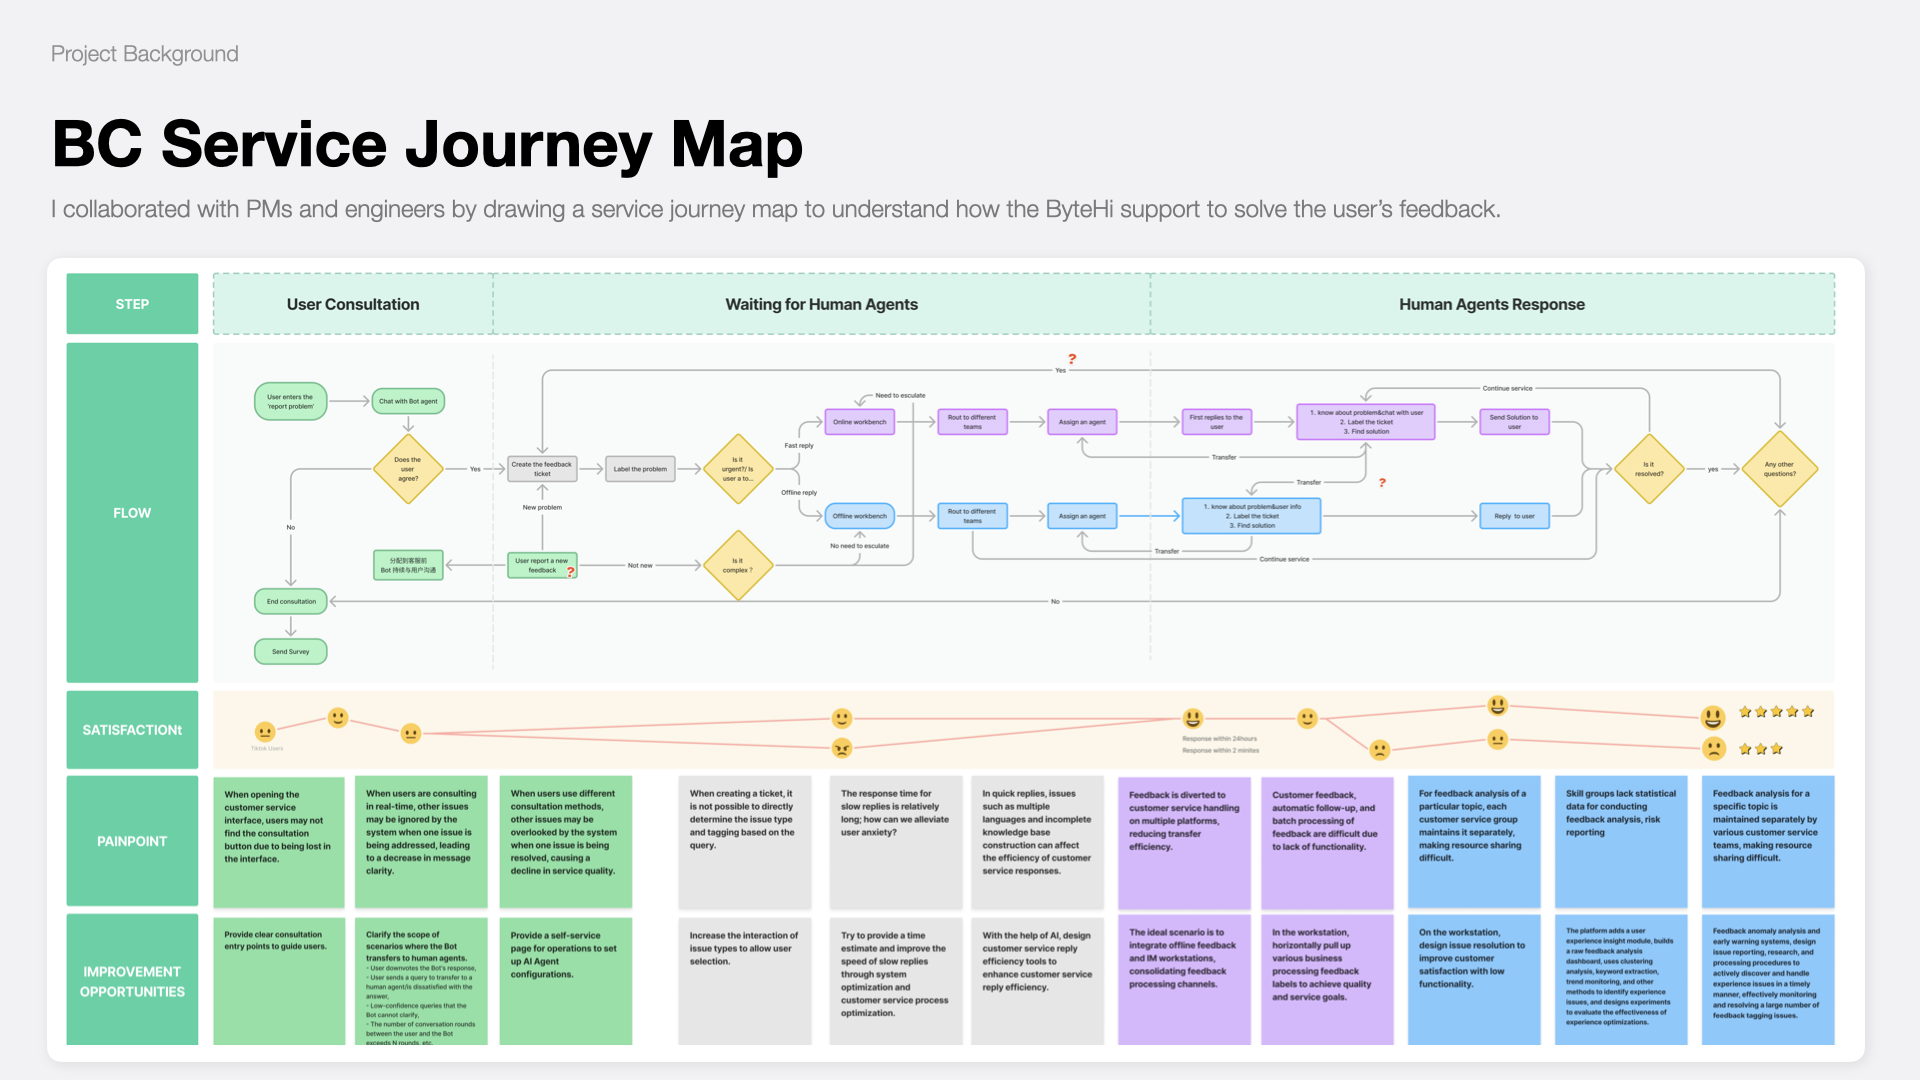 Project Background
BC Service Journey Map
I collaborated with PMs and engineers by drawing a service journey map to understand how the ByteHi support to solve the user's feedback.
STEP
User Consultation
Waiting for Human Agents
Human Agents Response
FLOW
User enters the
'report problem'
Chat with Bot agent
Does the
user
agree?
Yes
No
End consultation
Send Survey
分配到客服前
Bot 持续与用户沟通
Create the feedback
ticket
New problem
User report a new
feedback
?
Not new
Label the problem
Is it
urgent?/ Is
user a to...
Fast reply
Offline reply
Is it
complex ?
Need to esculate
Online workbench
Offline workbench
No need to esculate
Rout to different
teams
Assign an agent
Rout to different
teams
Assign an agent
?
Yes
First replies to the
user
1. know about problem&chat with user
2. Label the ticket
3. Find solution
Send Solution to
user
Continue service
Transfer
Transfer
?
1. know about problem&user info
2. Label the ticket
3. Find solution
Reply to user
Transfer
Continue service
No
Is it
resolved?
yes
Any other
questions?
SATISFACTIONt
Tiktok Users
Response within 24hours
Response within 2 minites
PAINPOINT
When opening the
customer service
interface, users may not
find the consultation
button due to being lost in
the interface.
When users are consulting
in real-time, other issues
may be ignored by the
system when one issue is
being addressed, leading
to a decrease in message
clarity.
When users use different
consultation methods,
other issues may be
overlooked by the system
when one issue is being
resolved, causing a
decline in service quality.
When creating a ticket, it
is not possible to directly
determine the issue type
and tagging based on the
query.
The response time for
slow replies is relatively
long; how can we alleviate
user anxiety?
In quick replies, issues
such as multiple
languages and incomplete
knowledge base
construction can affect
the efficiency of customer
service responses.
Feedback is diverted to
customer service handling
on multiple platforms,
reducing transfer
efficiency.
Customer feedback,
automatic follow-up, and
batch processing of
feedback are difficult due
to lack of functionality.
For feedback analysis of a
particular topic, each
customer service group
maintains it separately,
making resource sharing
difficult.
Skill groups lack statistical
data for conducting
feedback analysis, risk
reporting
Feedback analysis for a
specific topic is
maintained separately by
various customer service
teams, making resource
sharing difficult.
IMPROVEMENT
OPPORTUNITIES
Provide clear consultation
entry points to guide users.
Clarify the scope of
scenarios where the Bot
transfers to human agents.
- User downvotes the Bot's response,
- User sends a query to transfer to a
human agent/is dissatisfied with the
answer,
- Low-confidence queries that the
Bot cannot clarify,
- The number of conversation rounds
between the user and the Bot
exceeds N rounds, etc.
Provide a self-service
page for operations to set
up AI Agent
configurations.
Increase the interaction of
issue types to allow user
selection.
Try to provide a time
estimate and improve the
speed of slow replies
through system
optimization and
customer service process
optimization.
With the help of AI, design
customer service reply
efficiency tools to
enhance customer service
reply efficiency.
The ideal scenario is to
integrate offline feedback
and IM workstations,
consolidating feedback
processing channels.
In the workstation,
horizontally pull up
various business
processing feedback
labels to achieve quality
and service goals.
On the workstation,
design issue resolution to
improve customer
satisfaction with low
functionality.
The platform adds a user
experience insight module, builds
a raw feedback analysis
dashboard, uses clustering
analysis, keyword extraction,
trend monitoring, and other
methods to identify experience
issues, and designs experiments
to evaluate the effectiveness of
experience optimizations.
Feedback anomaly analysis and
early warning systems, design
issue reporting, research, and
processing procedures to
actively discover and handle
experience issues in a timely
manner, effectively monitoring
and resolving a large number of
feedback tagging issues.